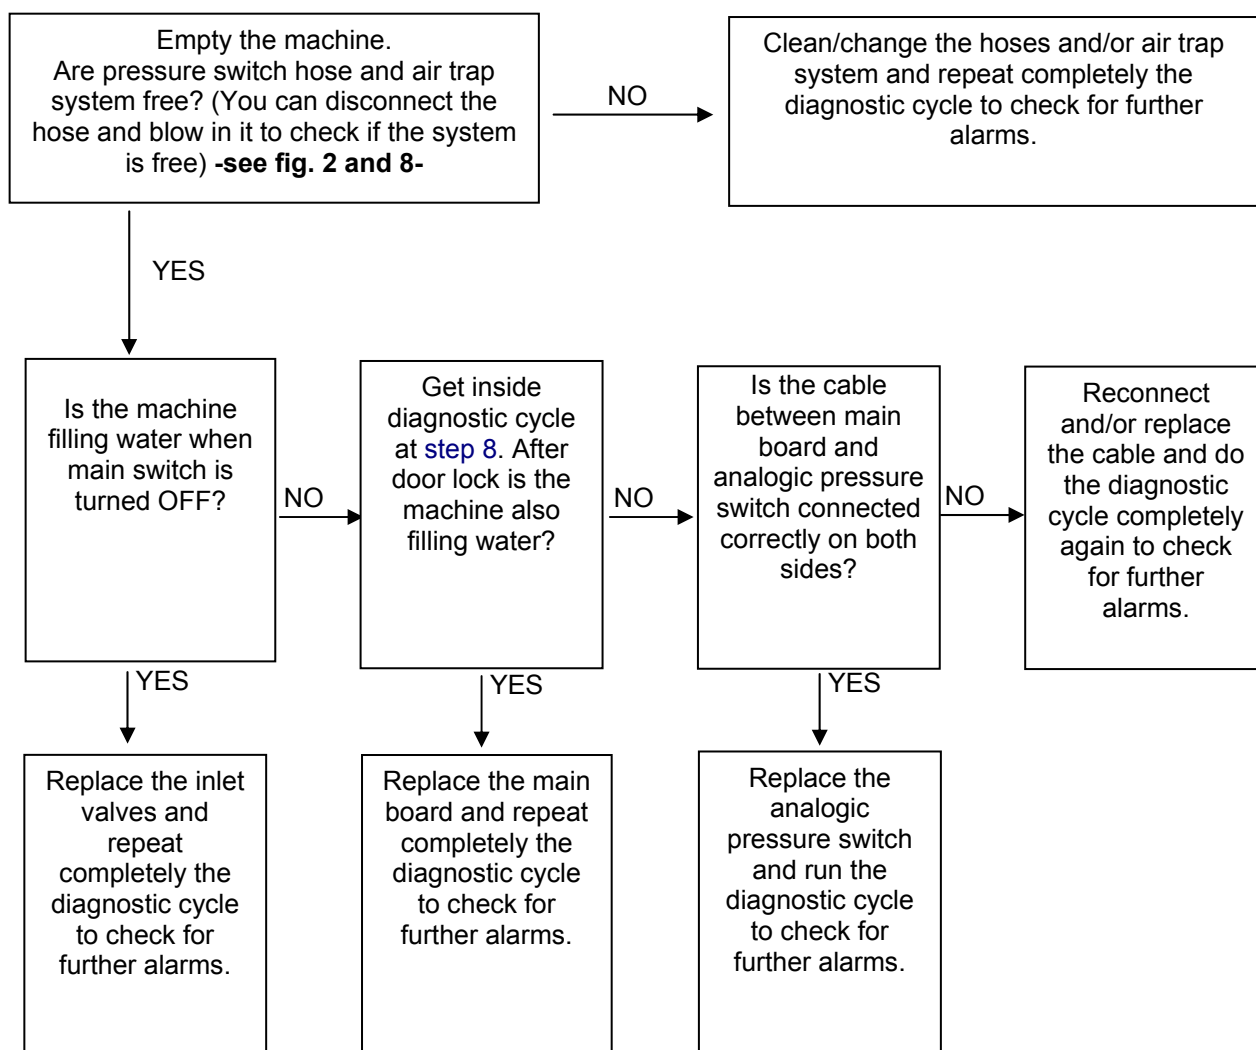 Empty the machine.
Are pressure switch hose and air trap
system free? (You can disconnect the
hose and blow in it to check if the system
is free) -see fig. 2 and 8-
NO
Clean/change the hoses and/or air trap
system and repeat completely the
diagnostic cycle to check for further
alarms.
YES
Is the machine
filling water when
main switch is
turned OFF?
NO
Get inside
diagnostic cycle
at step 8. After
door lock is the
machine also
filling water?
NO
Is the cable
between main
board and
analogic pressure
switch connected
correctly on both
sides?
NO
Reconnect
and/or replace
the cable and do
the diagnostic
cycle completely
again to check
for further
alarms.
YES
YES
YES
Replace the inlet
valves and
repeat
completely the
diagnostic cycle
to check for
further alarms.
Replace the main
board and repeat
completely the
diagnostic cycle
to check for
further alarms.
Replace the
analogic
pressure switch
and run the
diagnostic cycle
to check for
further alarms.